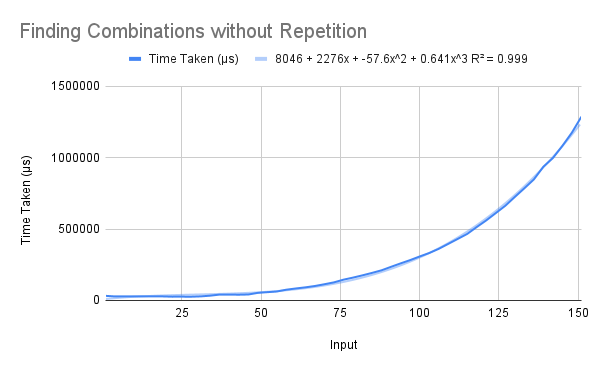 Finding Combinations without Repetition
Time Taken (μs) 8046 + 2276x + -57.6x^2 + 0.641x^3 R² = 0.999
1500000
1000000
500000
0
Time Taken (μs)
25 50 75 100 125 150
Input